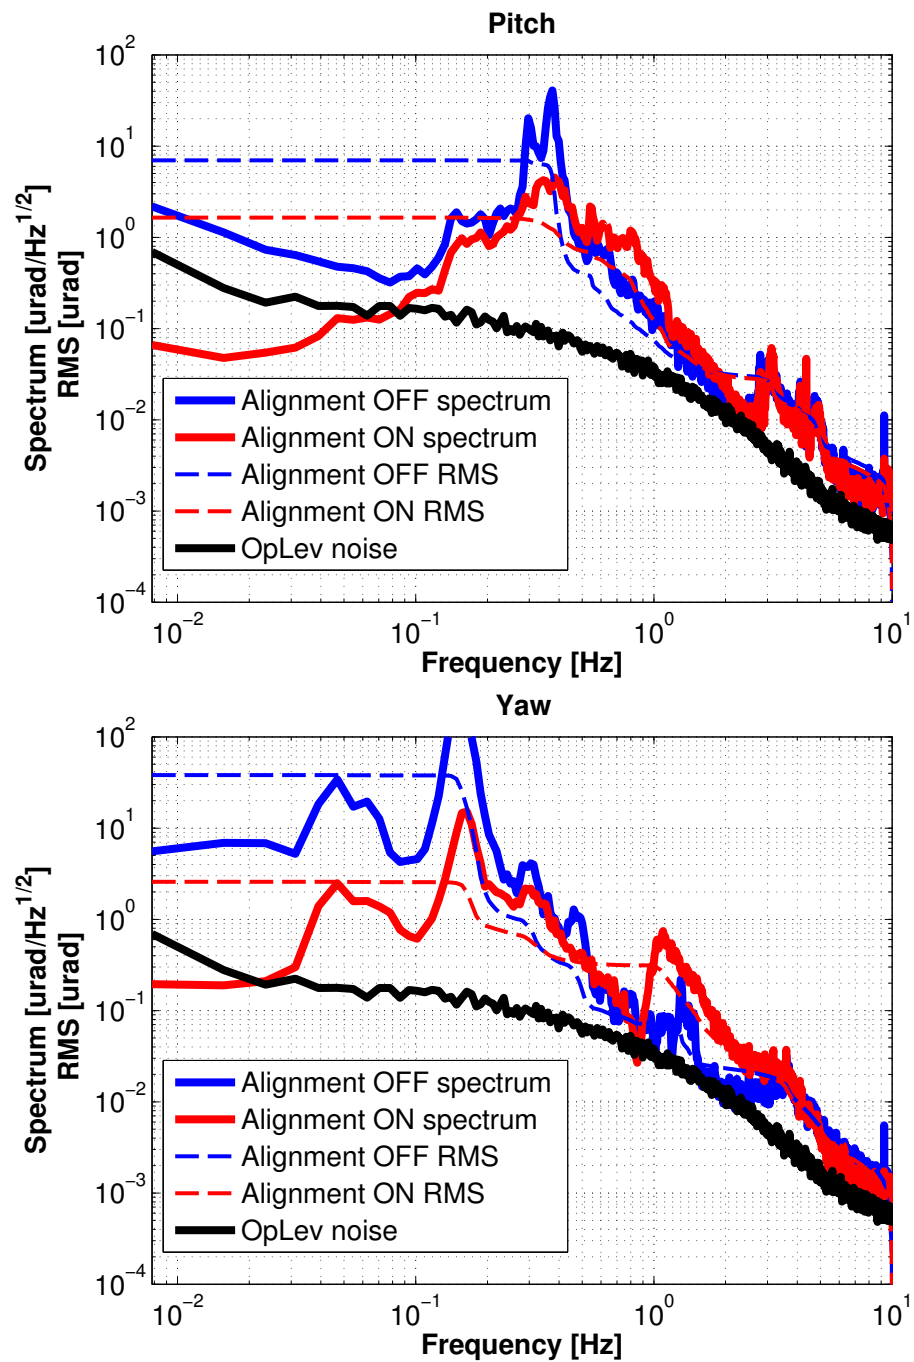 Pitch
10^2
10^1
10^0
10^-1
10^-2
10^-3
10^-4
Spectrum [urad/Hz^1/2]
RMS [urad]
Alignment OFF spectrum
Alignment ON spectrum
Alignment OFF RMS
Alignment ON RMS
OpLev noise
10^-2 10^-1 10^0 10^1
Frequency [Hz]
Yaw
10^2
10^1
10^0
10^-1
10^-2
10^-3
10^-4
Spectrum [urad/Hz^1/2]
RMS [urad]
Alignment OFF spectrum
Alignment ON spectrum
Alignment OFF RMS
Alignment ON RMS
OpLev noise
10^-2 10^-1 10^0 10^1
Frequency [Hz]